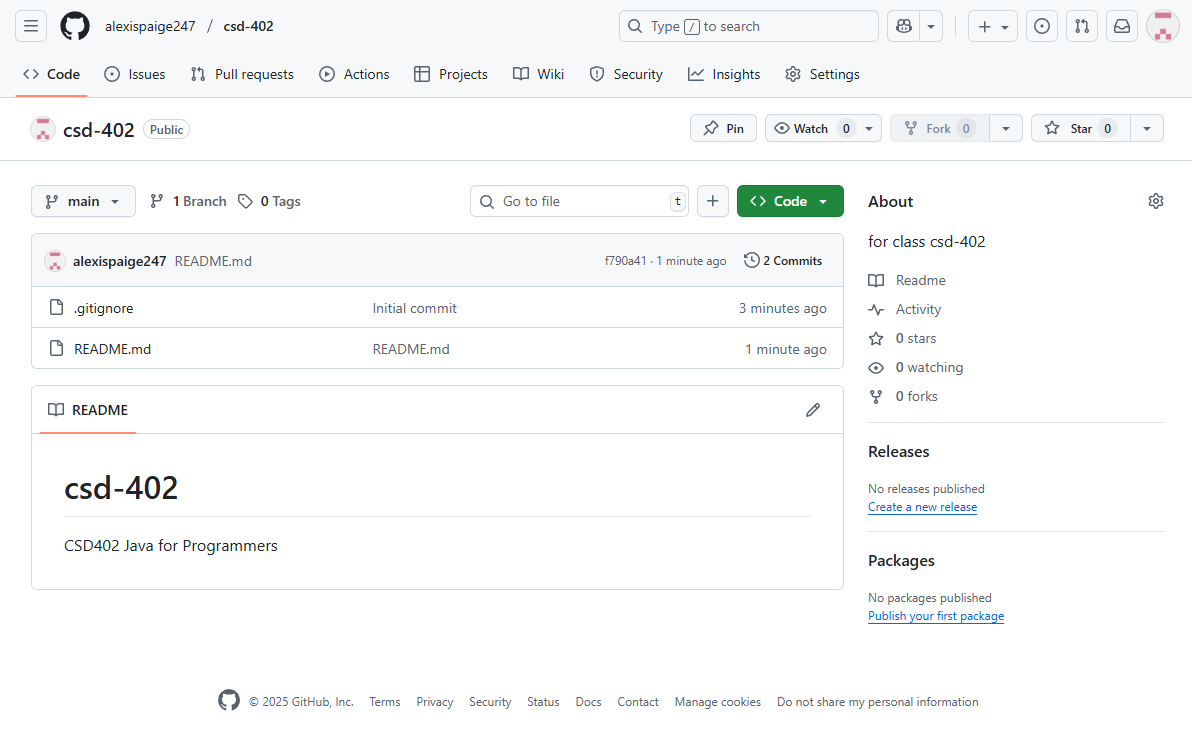 alexispaige247 / csd-402 Type / to search
Code Issues Pull requests Actions Projects Wiki Security Insights Settings
csd-402 Public Pin Watch 0 Fork 0 Star 0
main 1 Branch 0 Tags Go to file t + Code
alexispaige247 README.md f790a41 · 1 minute ago 2 Commits
.gitignore Initial commit 3 minutes ago
README.md README.md 1 minute ago
README
csd-402
CSD402 Java for Programmers
About
for class csd-402
Readme
Activity
0 stars
0 watching
0 forks
Releases
No releases published
Create a new release
Packages
No packages published
Publish your first package
© 2025 GitHub, Inc. Terms Privacy Security Status Docs Contact Manage cookies Do not share my personal information